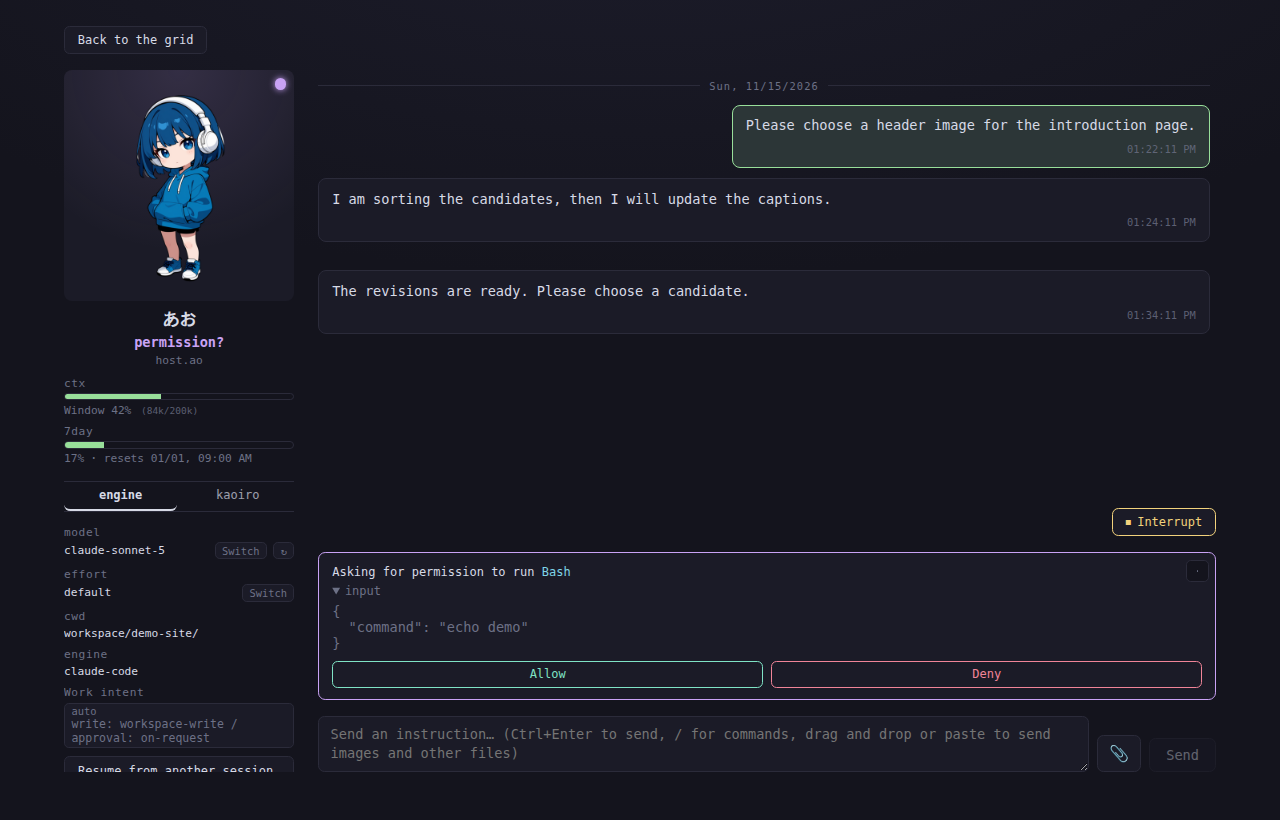 Back to the grid
あお
permission?
host.ao
ctx
Window 42% (84k/200k)
7day
17% · resets 01/01, 09:00 AM
engine
kaoiro
model
claude-sonnet-5
Switch
↻
effort
default
Switch
cwd
workspace/demo-site/
engine
claude-code
Work intent
auto
write: workspace-write /
approval: on-request
Resume from another session
Sun, 11/15/2026
Please choose a header image for the introduction page.
01:22:11 PM
I am sorting the candidates, then I will update the captions.
01:24:11 PM
The revisions are ready. Please choose a candidate.
01:34:11 PM
Interrupt
Asking for permission to run Bash
▼ input
{
"command": "echo demo"
}
Allow
Deny
Send an instruction… (Ctrl+Enter to send, / for commands, drag and drop or paste to send
images and other files)
Send